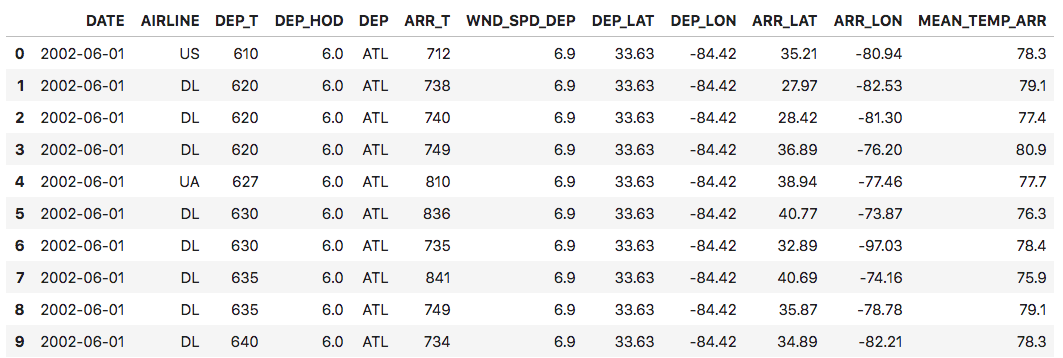 DATE AIRLINE DEP_T DEP_HOD DEP ARR_T WND_SPD_DEP DEP_LAT DEP_LON ARR_LAT ARR_LON MEAN_TEMP_ARR
0 2002-06-01 US 610 6.0 ATL 712 6.9 33.63 -84.42 35.21 -80.94 78.3
1 2002-06-01 DL 620 6.0 ATL 738 6.9 33.63 -84.42 27.97 -82.53 79.1
2 2002-06-01 DL 620 6.0 ATL 740 6.9 33.63 -84.42 28.42 -81.30 77.4
3 2002-06-01 DL 620 6.0 ATL 749 6.9 33.63 -84.42 36.89 -76.20 80.9
4 2002-06-01 UA 627 6.0 ATL 810 6.9 33.63 -84.42 38.94 -77.46 77.7
5 2002-06-01 DL 630 6.0 ATL 836 6.9 33.63 -84.42 40.77 -73.87 76.3
6 2002-06-01 DL 630 6.0 ATL 735 6.9 33.63 -84.42 32.89 -97.03 78.4
7 2002-06-01 DL 635 6.0 ATL 841 6.9 33.63 -84.42 40.69 -74.16 75.9
8 2002-06-01 DL 635 6.0 ATL 749 6.9 33.63 -84.42 35.87 -78.78 79.1
9 2002-06-01 DL 640 6.0 ATL 734 6.9 33.63 -84.42 34.89 -82.21 78.3